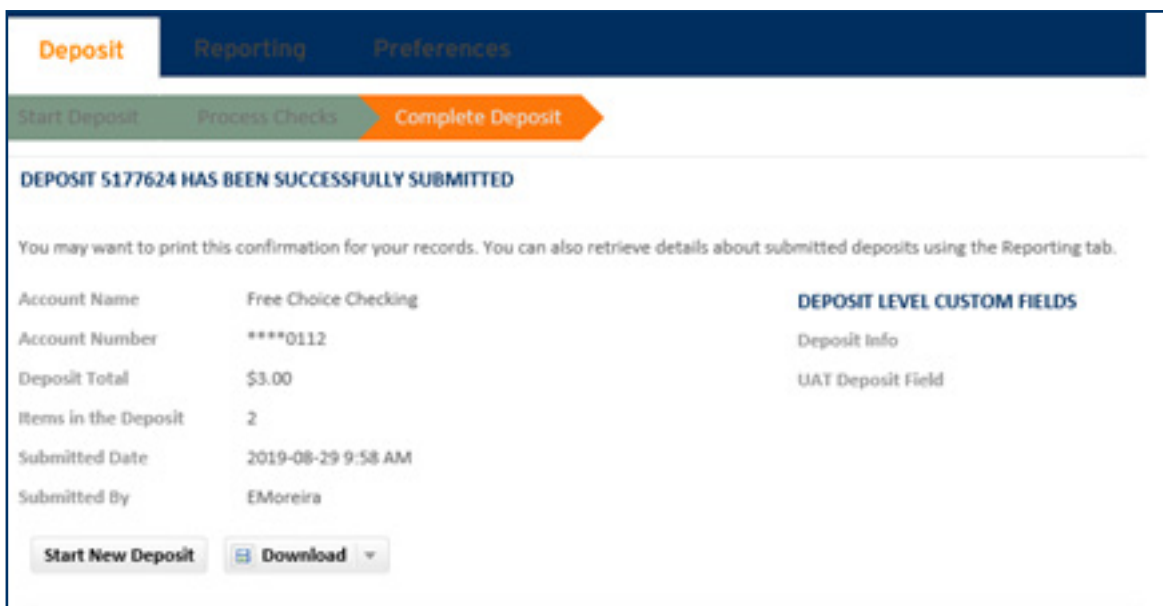 Deposit Reporting Preferences
Start Deposit Process Checks Complete Deposit
DEPOSIT 5177624 HAS BEEN SUCCESSFULLY SUBMITTED
You may want to print this confirmation for your records. You can also retrieve details about submitted deposits using the Reporting tab.
Account Name Free Choice Checking
Account Number ****0112
Deposit Total $3.00
Items in the Deposit 2
Submitted Date 2019-08-29 9:58 AM
Submitted By EMoreira
DEPOSIT LEVEL CUSTOM FIELDS
Deposit Info
UAT Deposit Field
Start New Deposit Download